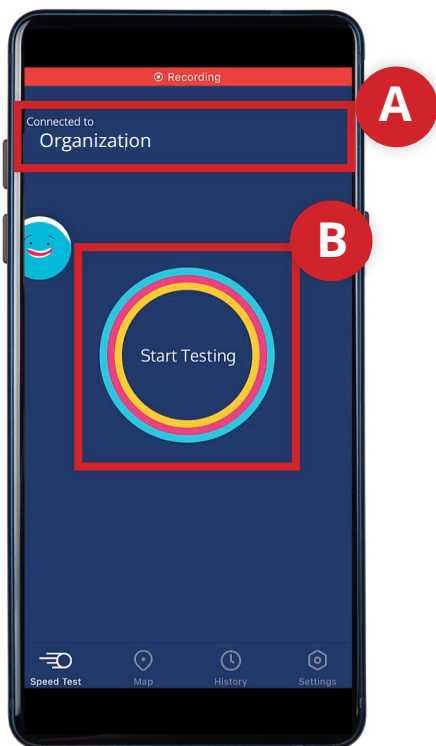 Recording
A
Connected to
Organization
B
Start Testing
Speed Test
Map
History
Settings